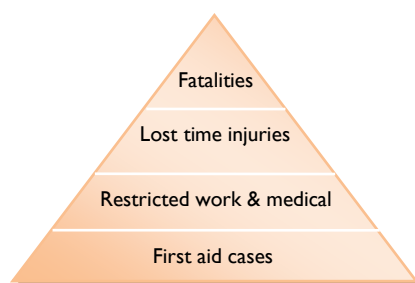 Fatalities
Lost time injuries
Restricted work & medical
First aid cases